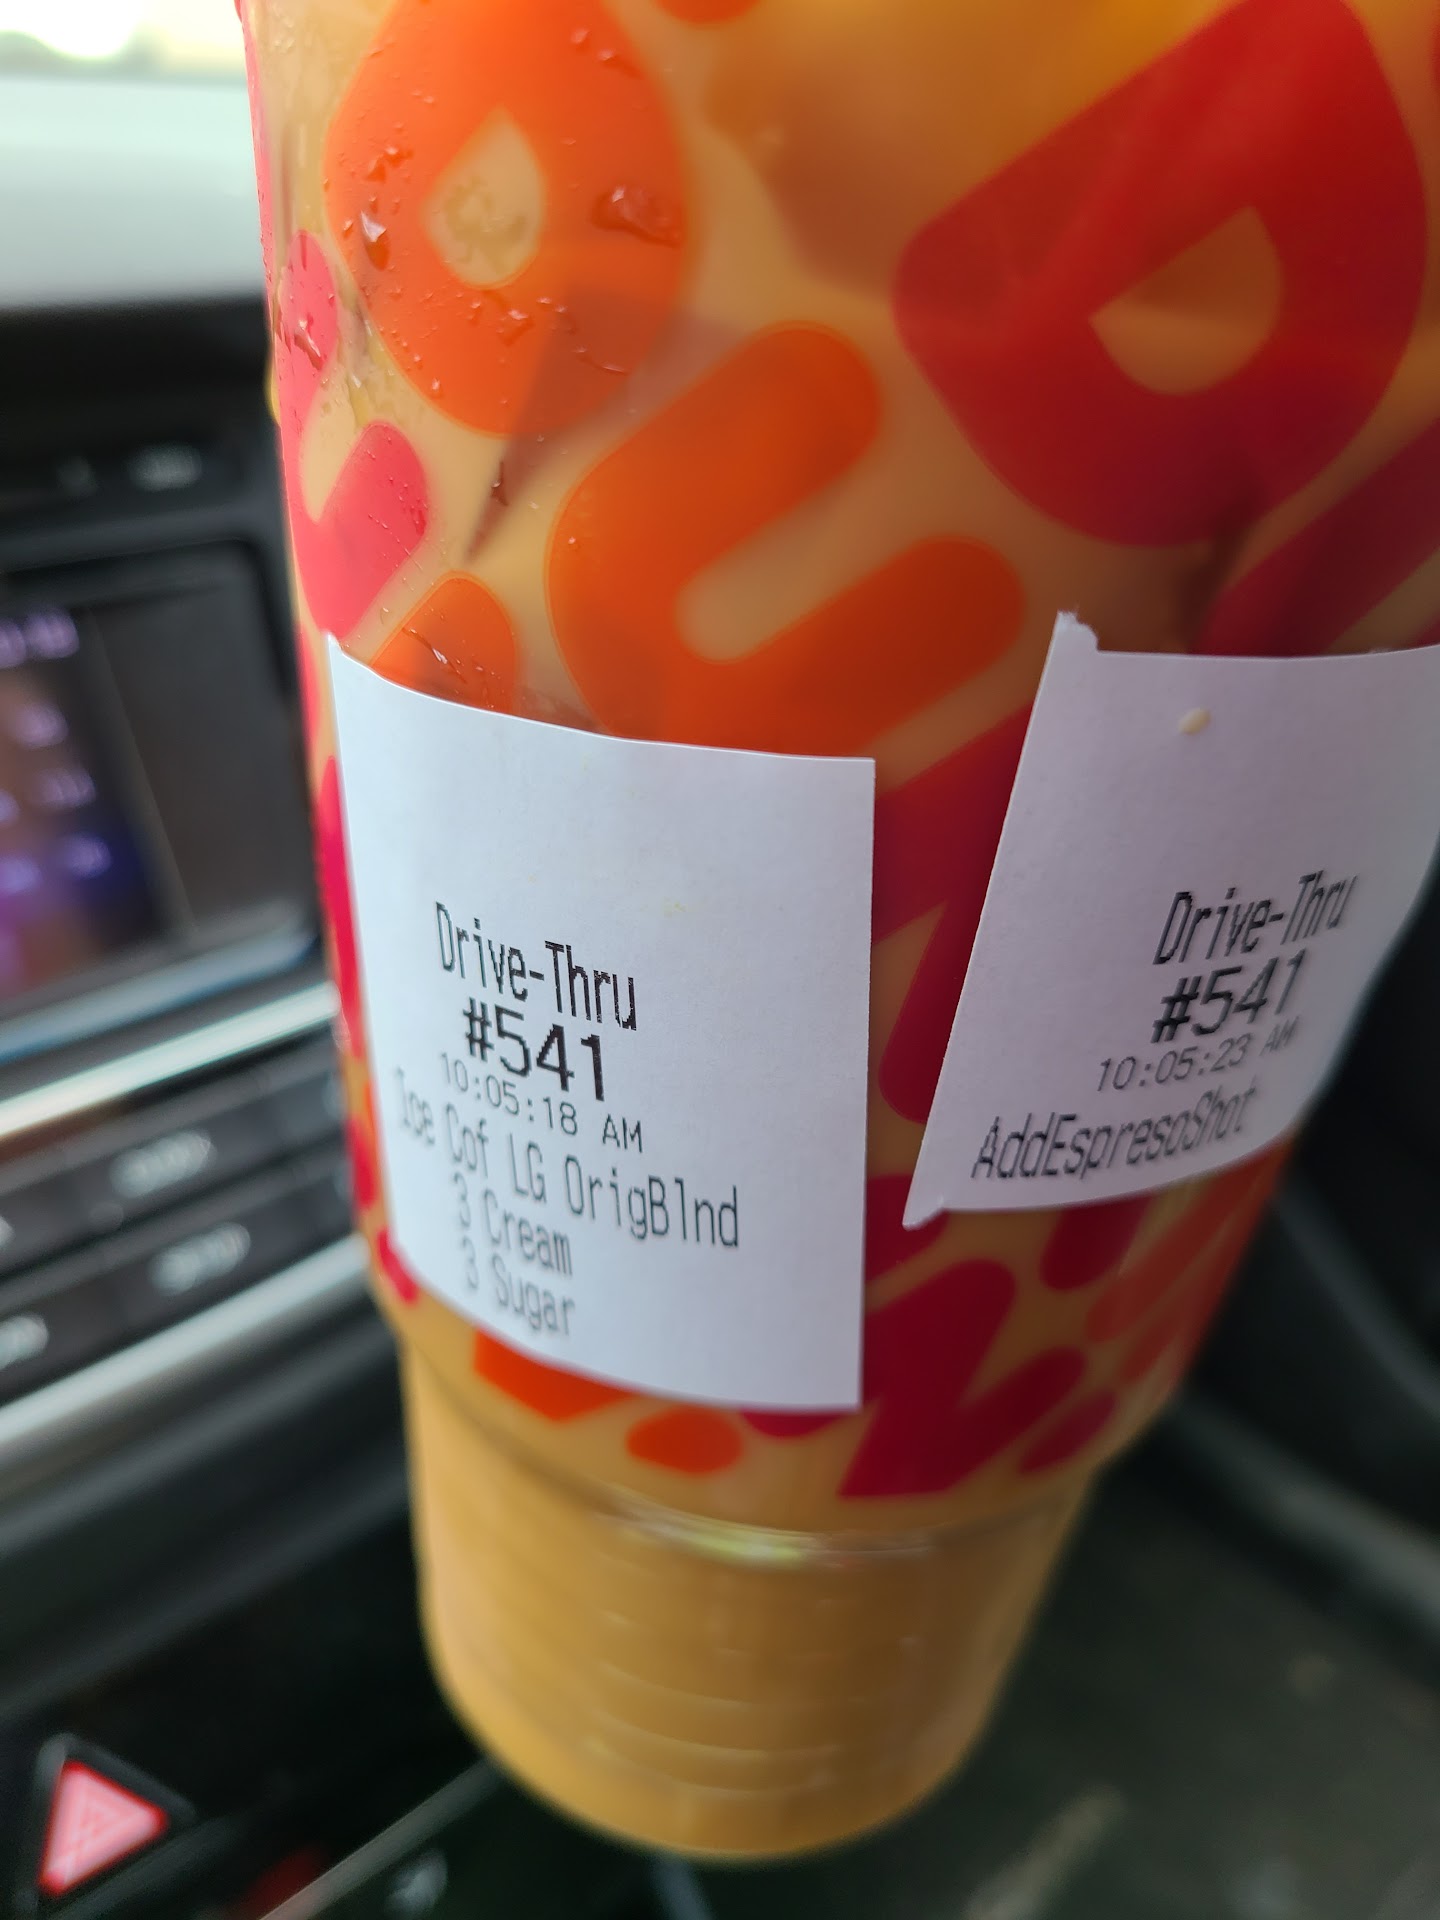 Drive-Thru
#541
10:05:18 AM
Ice Cof LG OrigBlnd
3 Cream
3 Sugar
Drive-Thru
#541
10:05:23 AM
AddEspresoShot